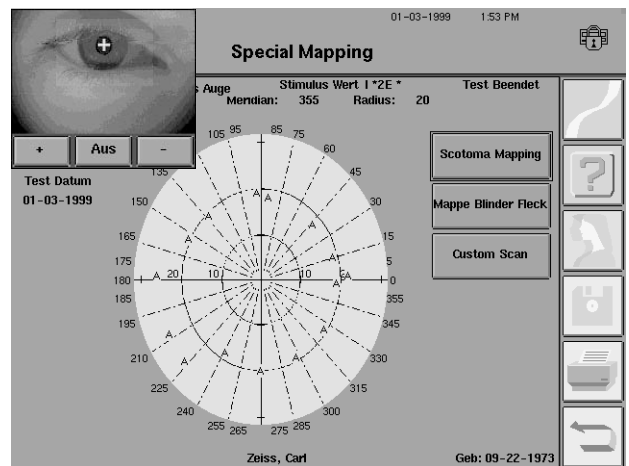 01-03-1999 1:53 PM
Special Mapping
s Auge Stimulus Wert I *2E * Test Beendet
Meridian: 355 Radius: 20
+ Aus -
Test Datum
01-03-1999
Scotoma Mapping
Mappe Blinder Fleck
Custom Scan
105 95 85 75
60
135 45
150 30
165 15
175 5
180 20 10 10 0
185 355
195 345
210 330
225 315
240 300
255 265 275 285
A A A A A A A A A A A A A A A A
Zeiss, Carl Geb: 09-22-1973